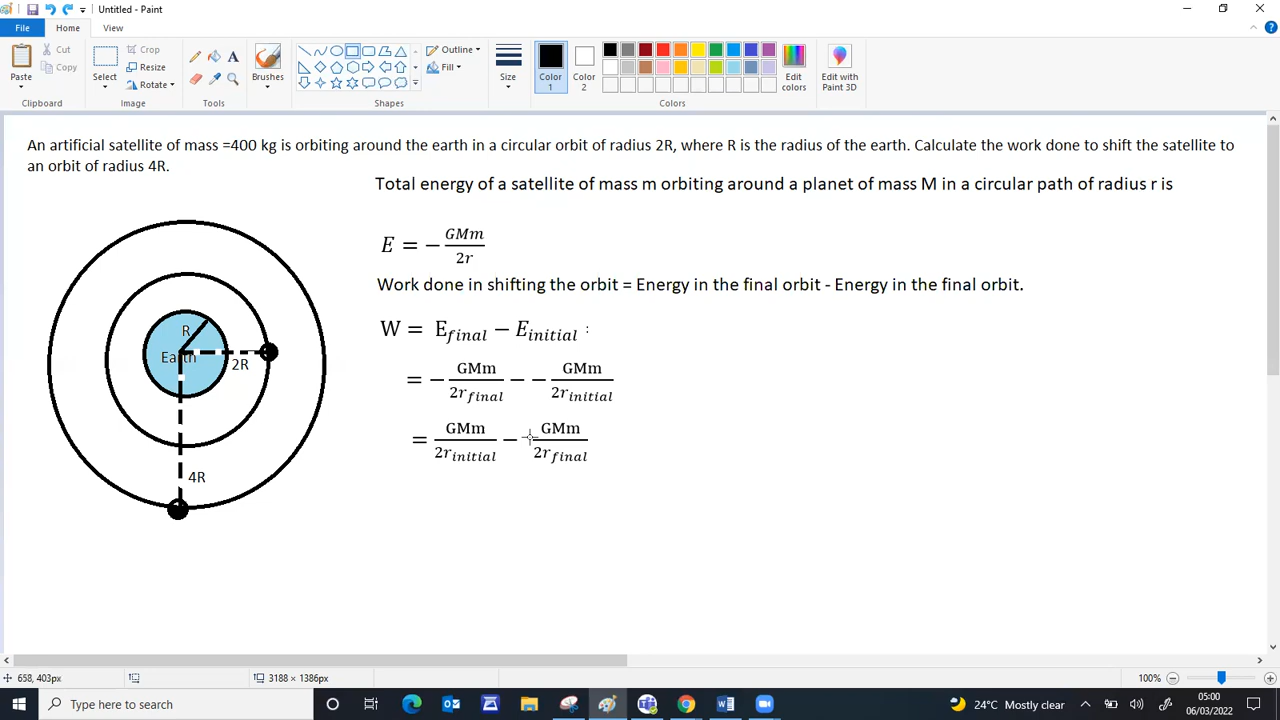 Untitled - Paint
File Home View
Paste
Cut
Copy
Clipboard
Select
Crop
Resize
Rotate
Image
Tools
Brushes
Shapes
Outline
Fill
Size
Color 1
Color 2
Edit colors
Colors
Edit with Paint 3D
An artificial satellite of mass =400 kg is orbiting around the earth in a circular orbit of radius 2R, where R is the radius of the earth. Calculate the work done to shift the satellite to
an orbit of radius 4R.
Total energy of a satellite of mass m orbiting around a planet of mass M in a circular path of radius r is
E = − GMm / 2r
Work done in shifting the orbit = Energy in the final orbit - Energy in the final orbit.
W = E_final − E_initial :
= − GMm / 2r_final − − GMm / 2r_initial
= GMm / 2r_initial − GMm / 2r_final
R
Earth
2R
4R
658, 403px
3188 × 1386px
100%
Type here to search
24°C Mostly clear
05:00
06/03/2022